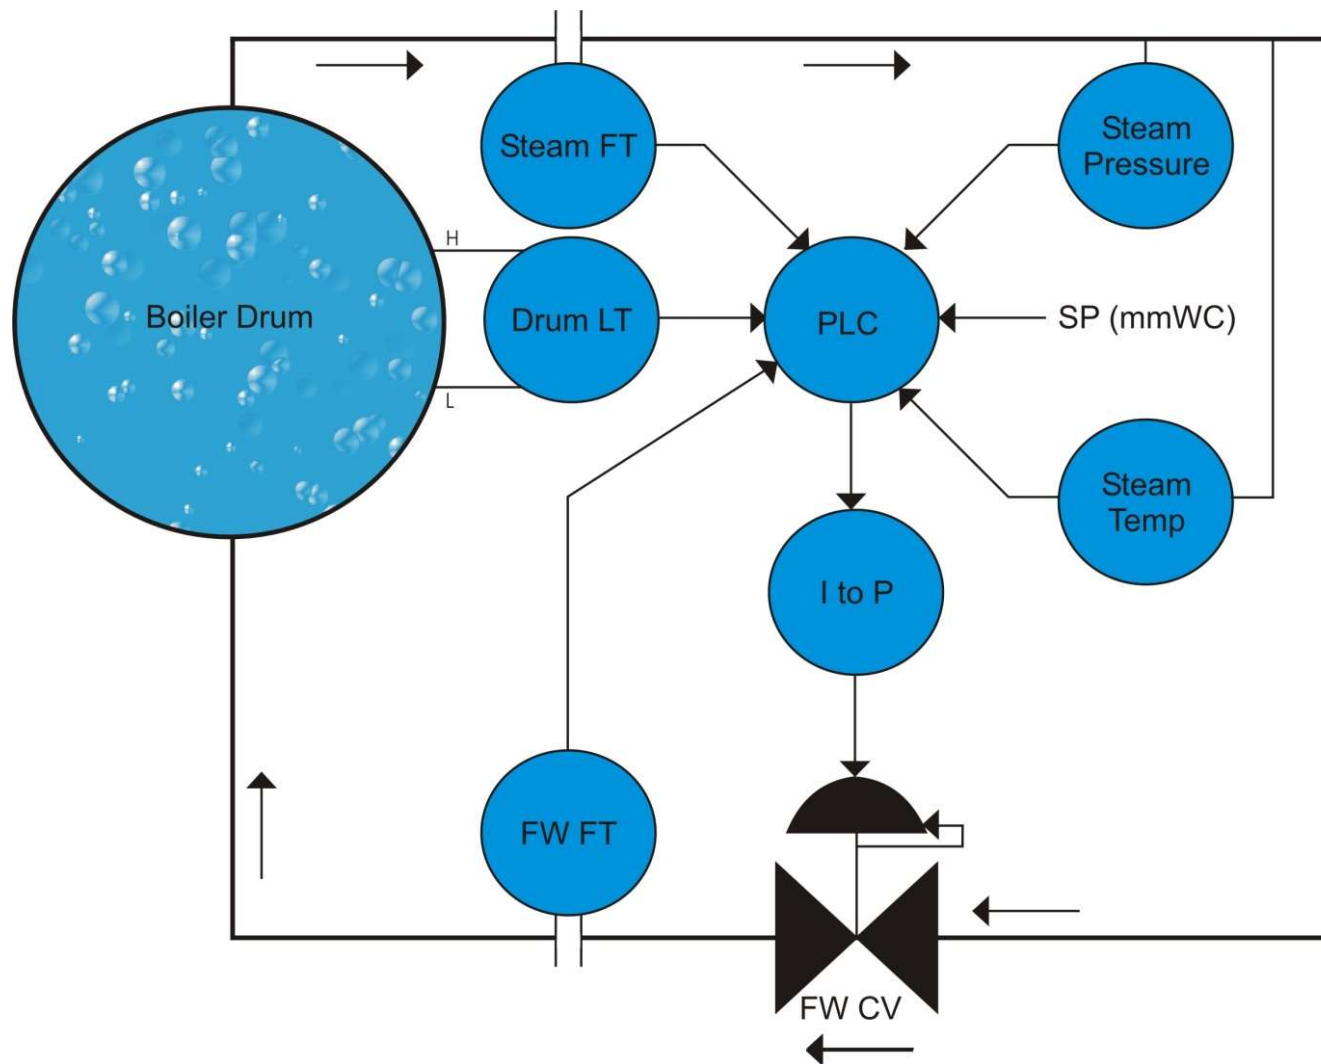 Steam FT
Steam
Pressure
H
Boiler Drum
Drum LT
PLC
SP (mmWC)
L
Steam
Temp
I to P
FW FT
FW CV